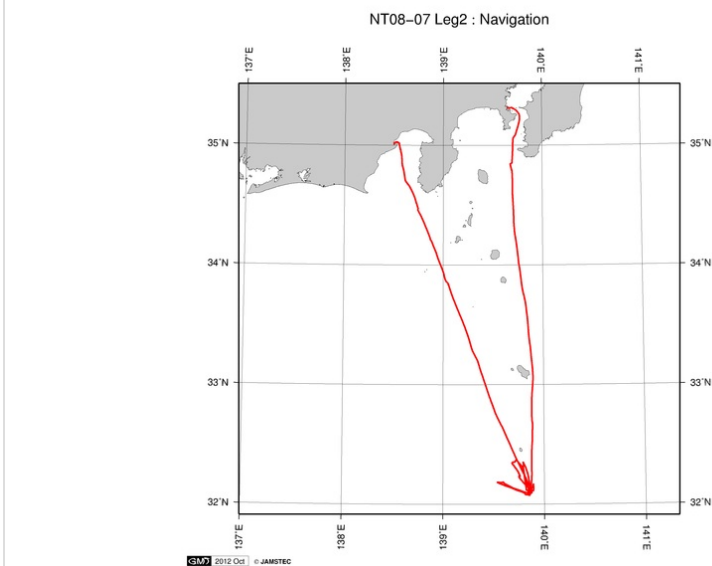 NT08-07 Leg2 : Navigation
137˚E 138˚E 139˚E 140˚E 141˚E
35˚N 35˚N
34˚N 34˚N
33˚N 33˚N
32˚N 32˚N
137˚E 138˚E 139˚E 140˚E 141˚E
GMD 2012 Oct © JAMSTEC